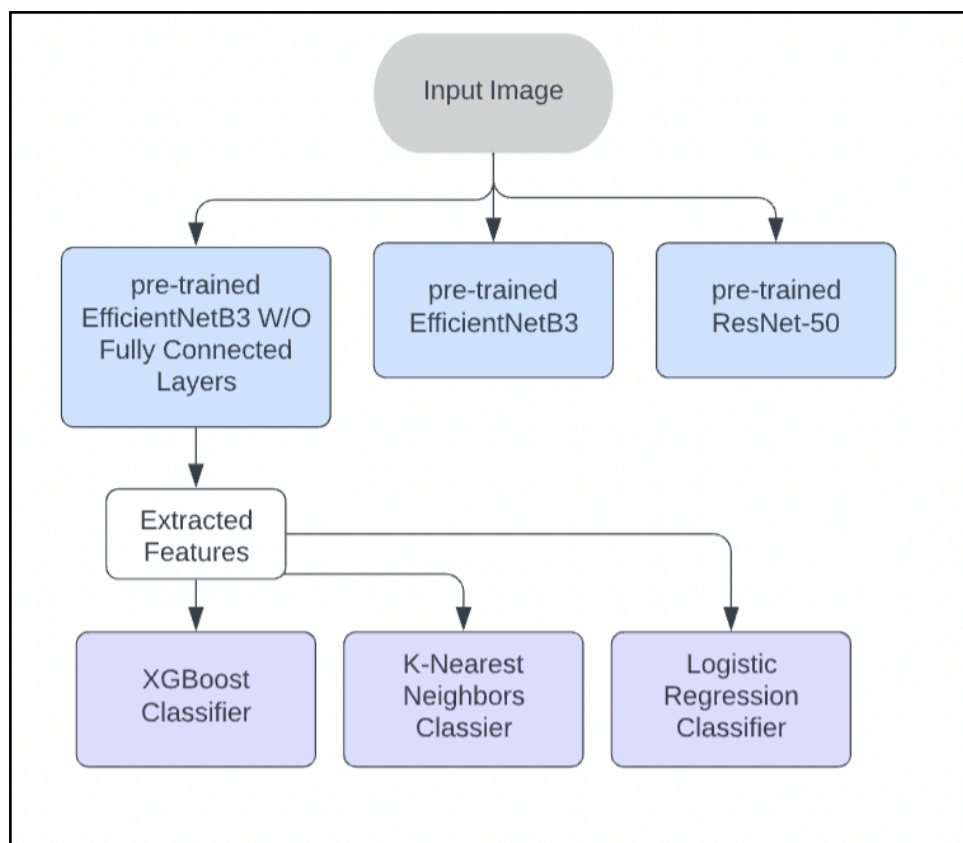 Input Image
pre-trained
EfficientNetB3 W/O
Fully Connected
Layers
pre-trained
EfficientNetB3
pre-trained
ResNet-50
Extracted
Features
XGBoost
Classifier
K-Nearest
Neighbors
Classier
Logistic
Regression
Classifier